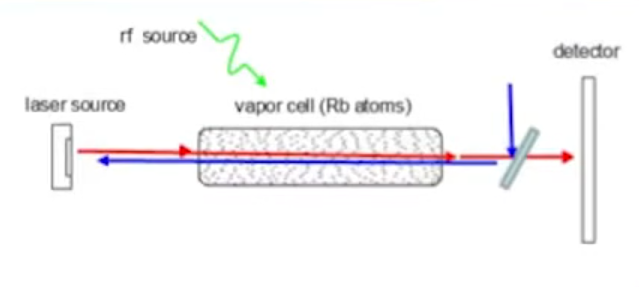 rf source
detector
laser source
vapor cell (Rb atoms)